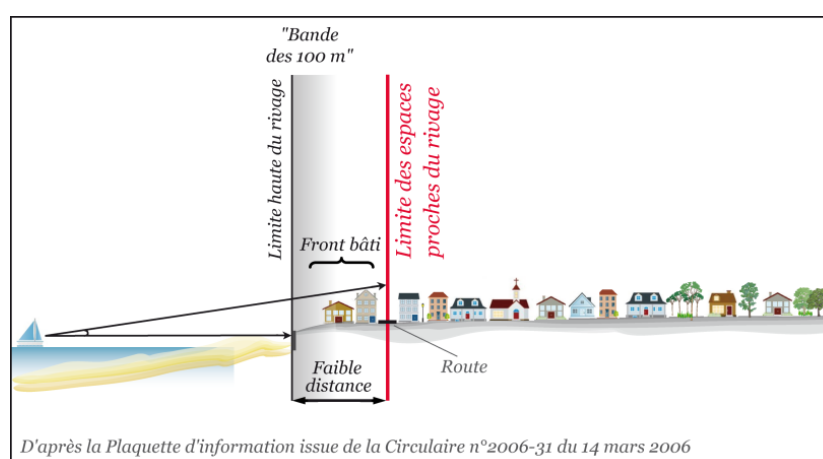 "Bande
des 100 m"
Limite haute du rivage
Limite des espaces
proches du rivage
Front bâti
Route
Faible
distance
D'après la Plaquette d'information issue de la Circulaire n°2006-31 du 14 mars 2006